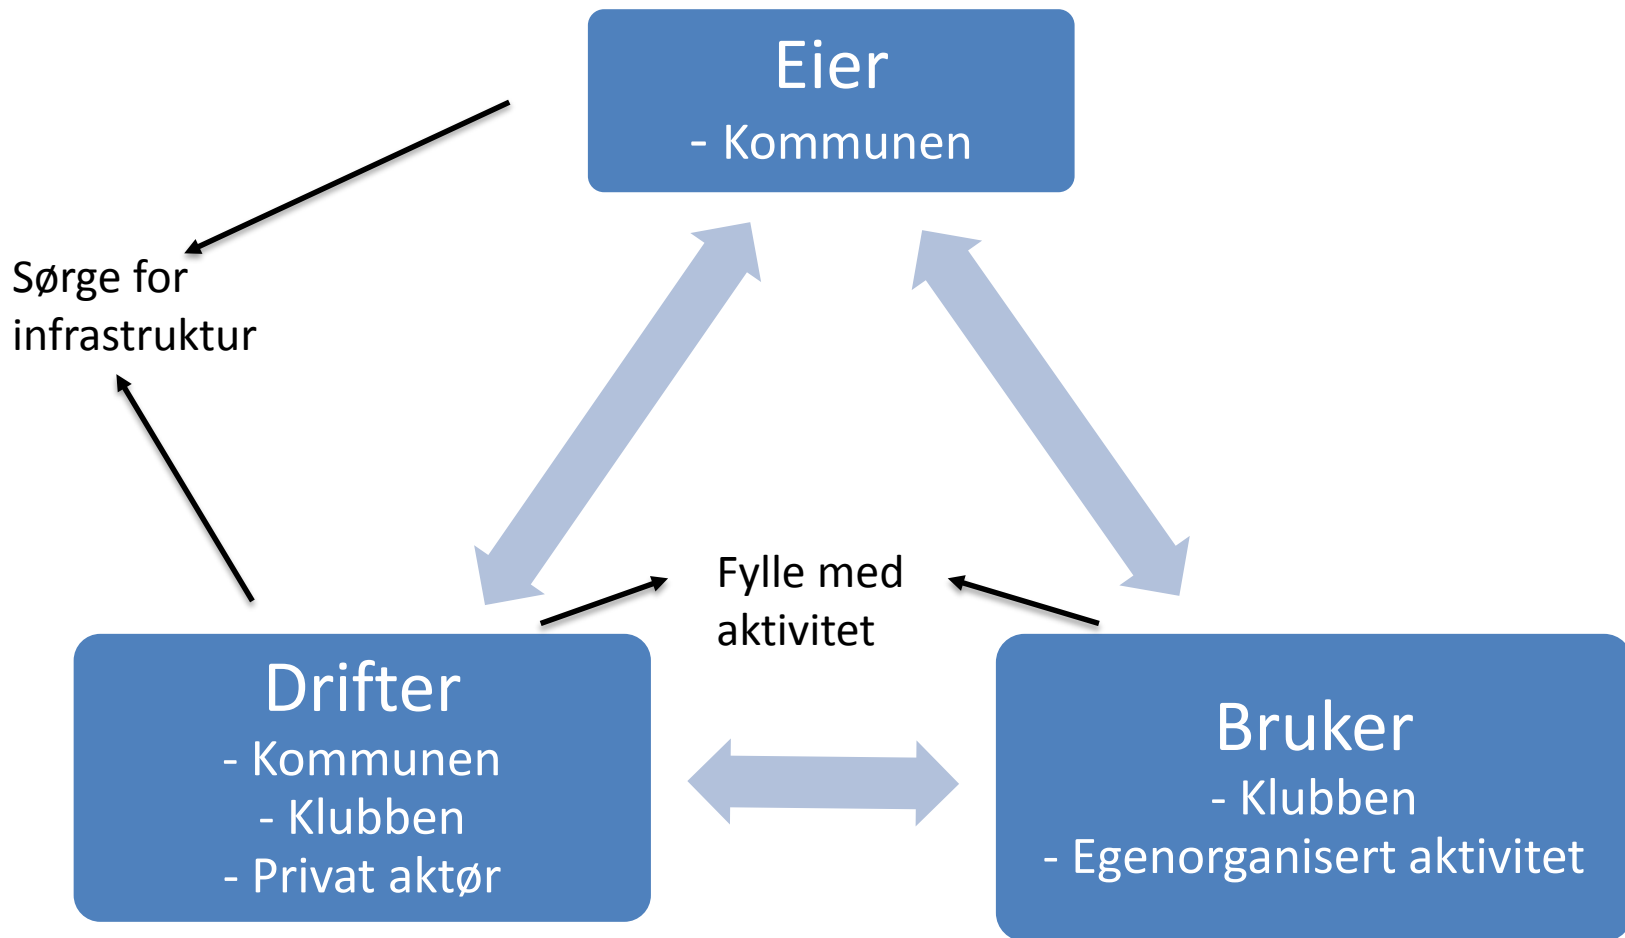 Eier
- Kommunen
Sørge for
infrastruktur
Fylle med
aktivitet
Drifter
- Kommunen
- Klubben
- Privat aktør
Bruker
- Klubben
- Egenorganisert aktivitet